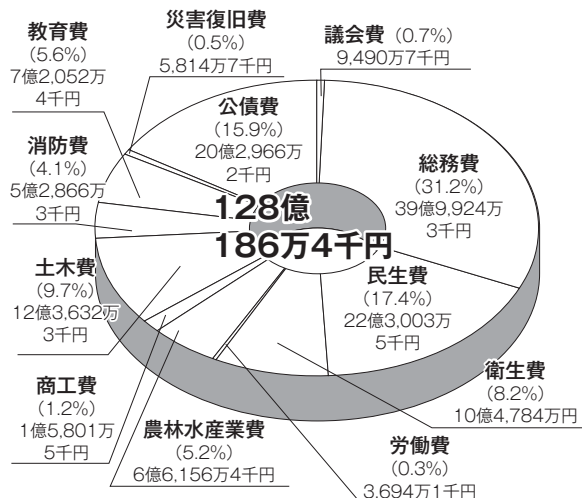 議会費 (0.7%)
9,490万7千円
総務費
(31.2%)
39億9,924万
3千円
民生費
(17.4%)
22億3,003万
5千円
衛生費
(8.2%)
10億4,784万円
労働費
(0.3%)
3,694万1千円
農林水産業費
(5.2%)
6億6,156万4千円
商工費
(1.2%)
1億5,801万
5千円
土木費
(9.7%)
12億3,632万
3千円
消防費
(4.1%)
5億2,866万
3千円
教育費
(5.6%)
7億2,052万
4千円
災害復旧費
(0.5%)
5,814万7千円
公債費
(15.9%)
20億2,966万
2千円
128億
186万4千円